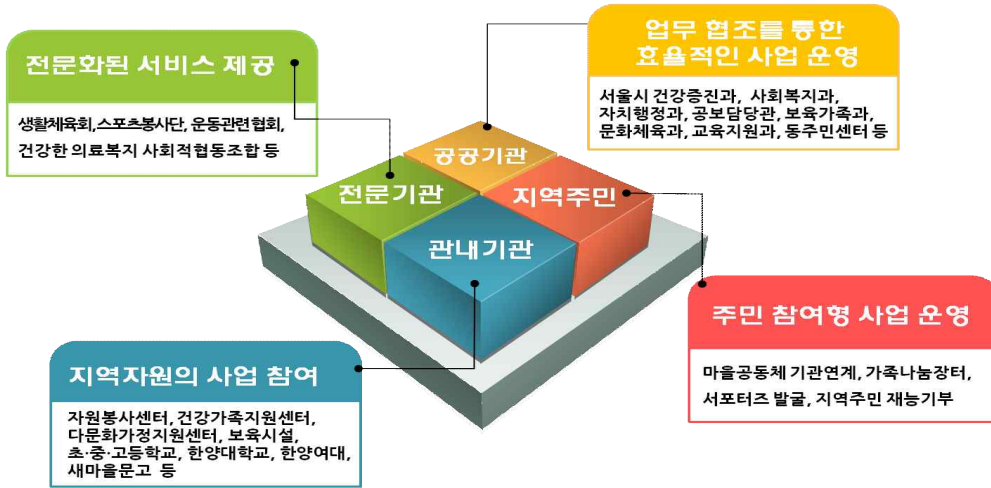 전문화된 서비스 제공
생활체육회,스포츠봉사단, 운동관련협회,
건강한 의료복지 사회적협동조합 등
업무 협조를 통한
효율적인 사업 운영
서울시 건강증진과, 사회복지과,
자치행정과, 공보담당관, 보육가족과,
문화체육과, 교육지원과, 동주민센터 등
공공기관
전문기관
지역주민
관내기관
주민 참여형 사업 운영
마을공동체 기관연계, 가족나눔장터,
서포터즈 발굴, 지역주민 재능기부
지역자원의 사업 참여
자원봉사센터, 건강가족지원센터,
다문화가정지원센터, 보육시설,
초·중·고등학교, 한양대학교, 한양여대,
새마을문고 등